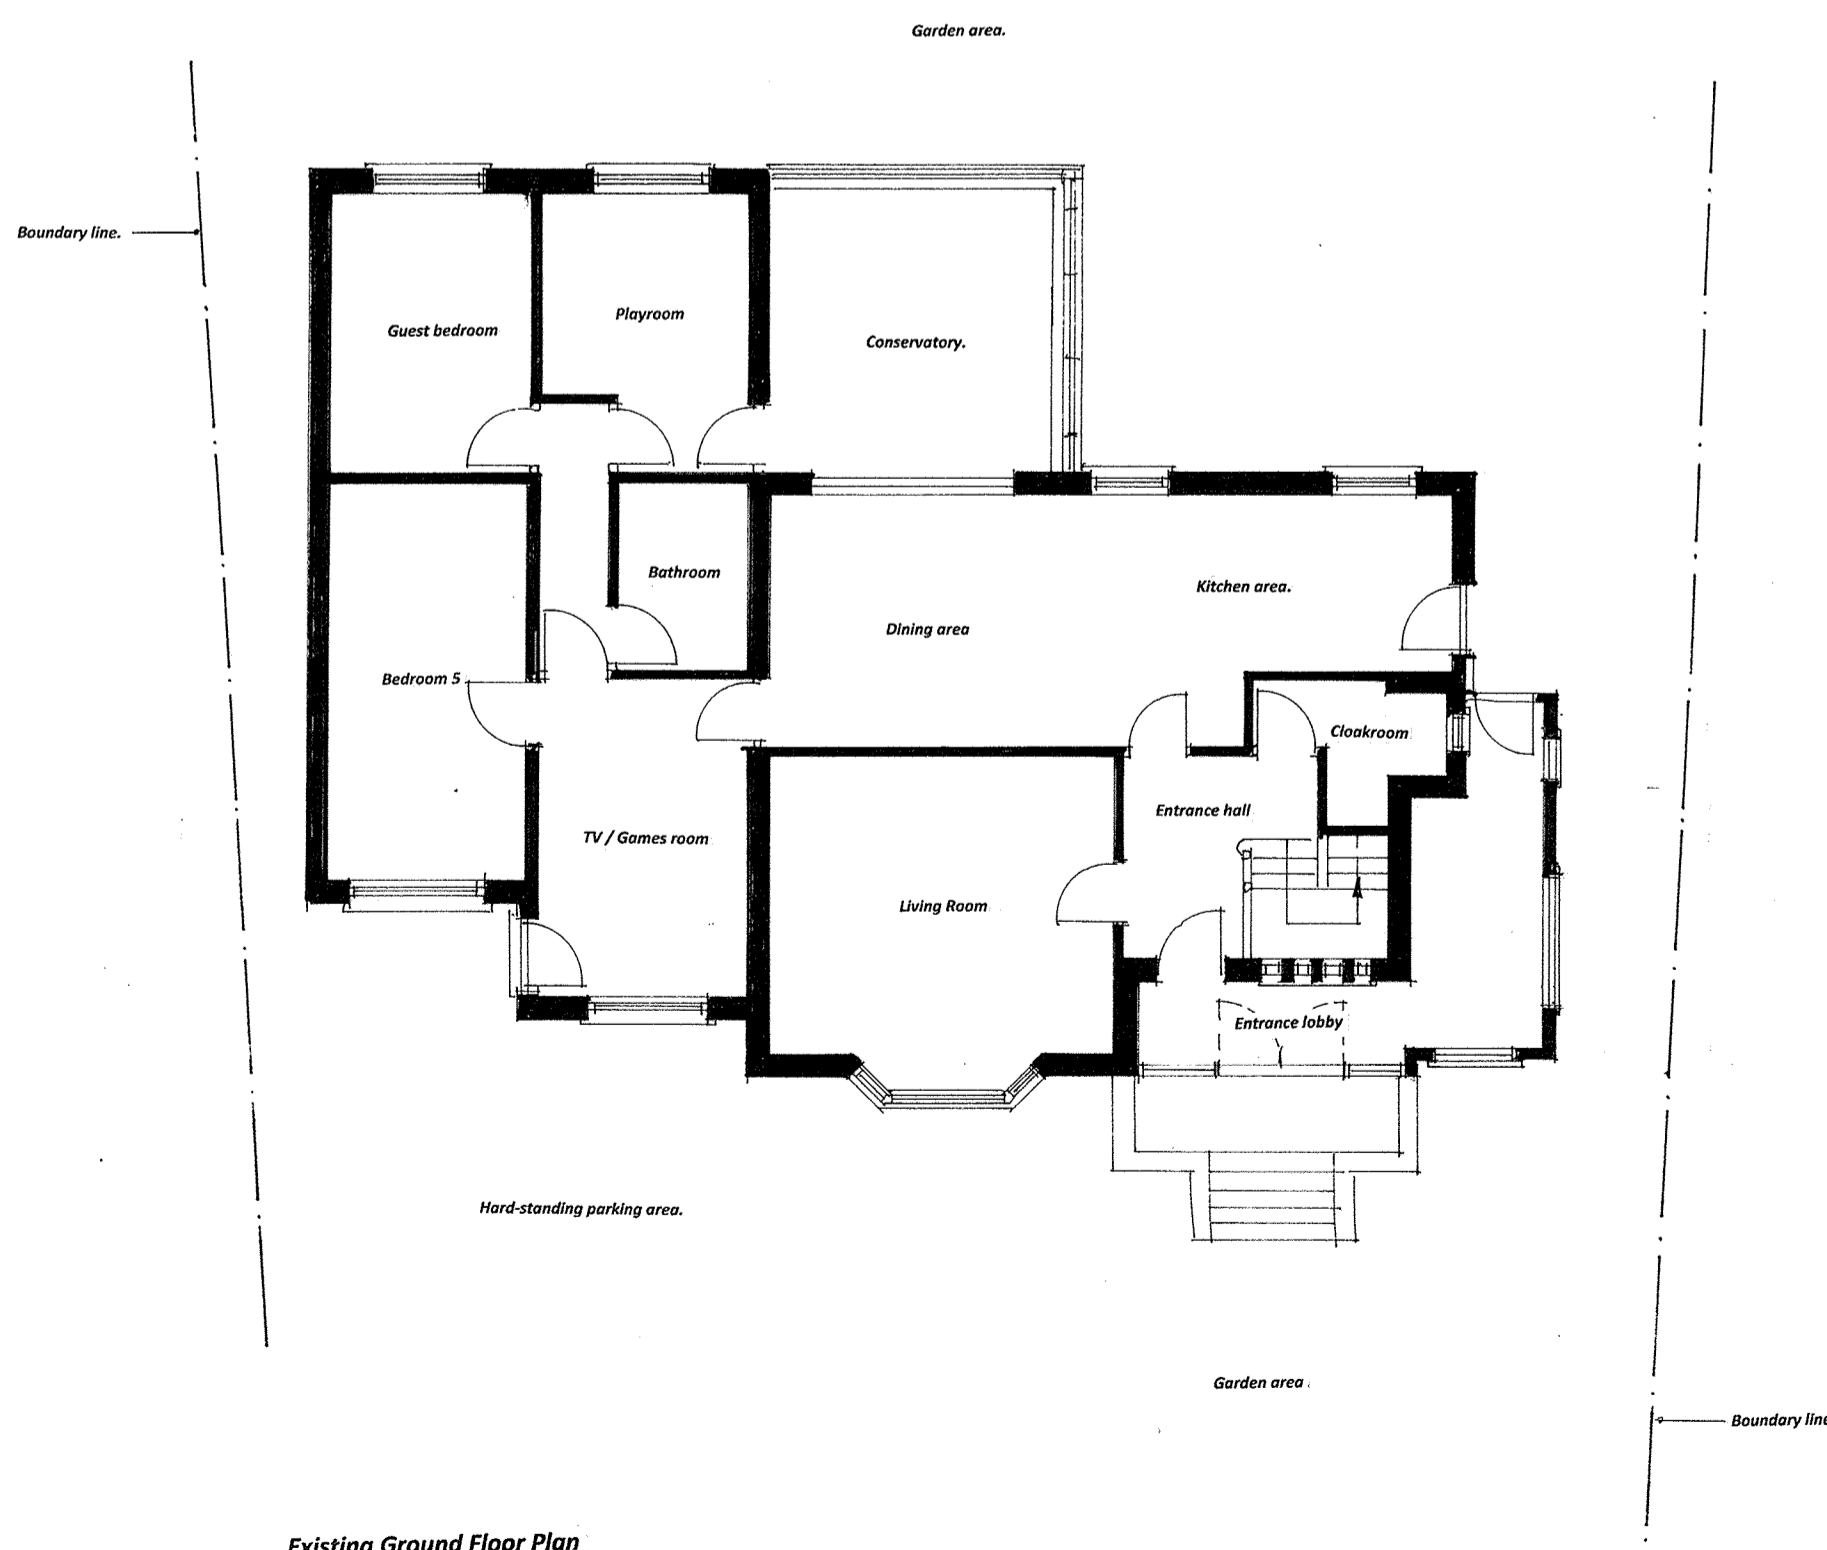 Garden area.
Boundary line.
Guest bedroom
Playroom
Conservatory.
Bathroom
Kitchen area.
Dining area
Bedroom 5
Cloakroom
Entrance hall
TV / Games room
Living Room
Entrance lobby
Hard-standing parking area.
Garden area
Boundary line
Existing Ground Floor Plan